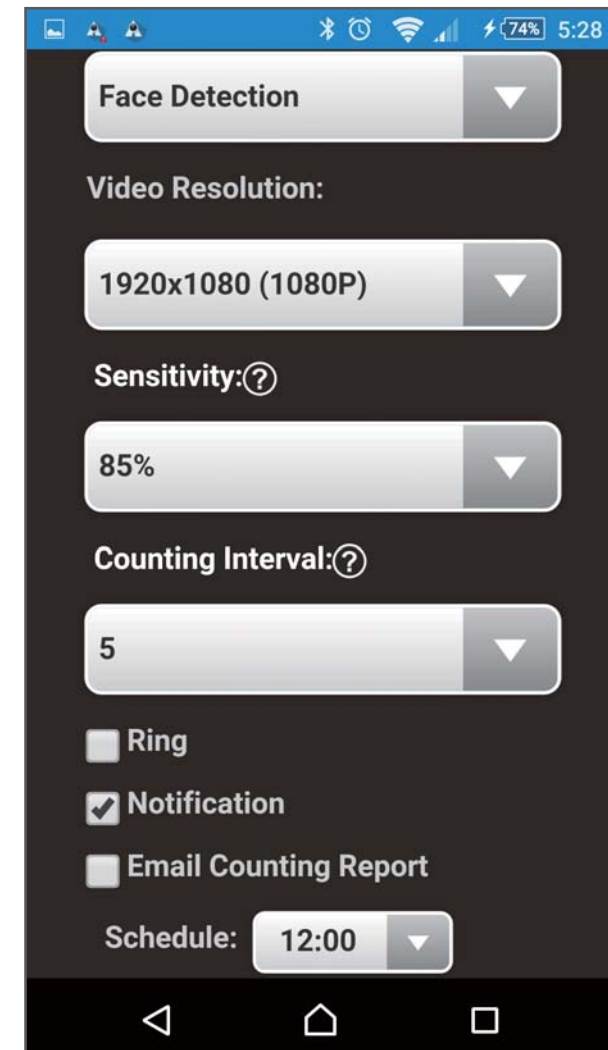 74% 5:28
Face Detection
Video Resolution:
1920x1080 (1080P)
Sensitivity:?
85%
Counting Interval:?
5
Ring
Notification
Email Counting Report
Schedule: 12:00